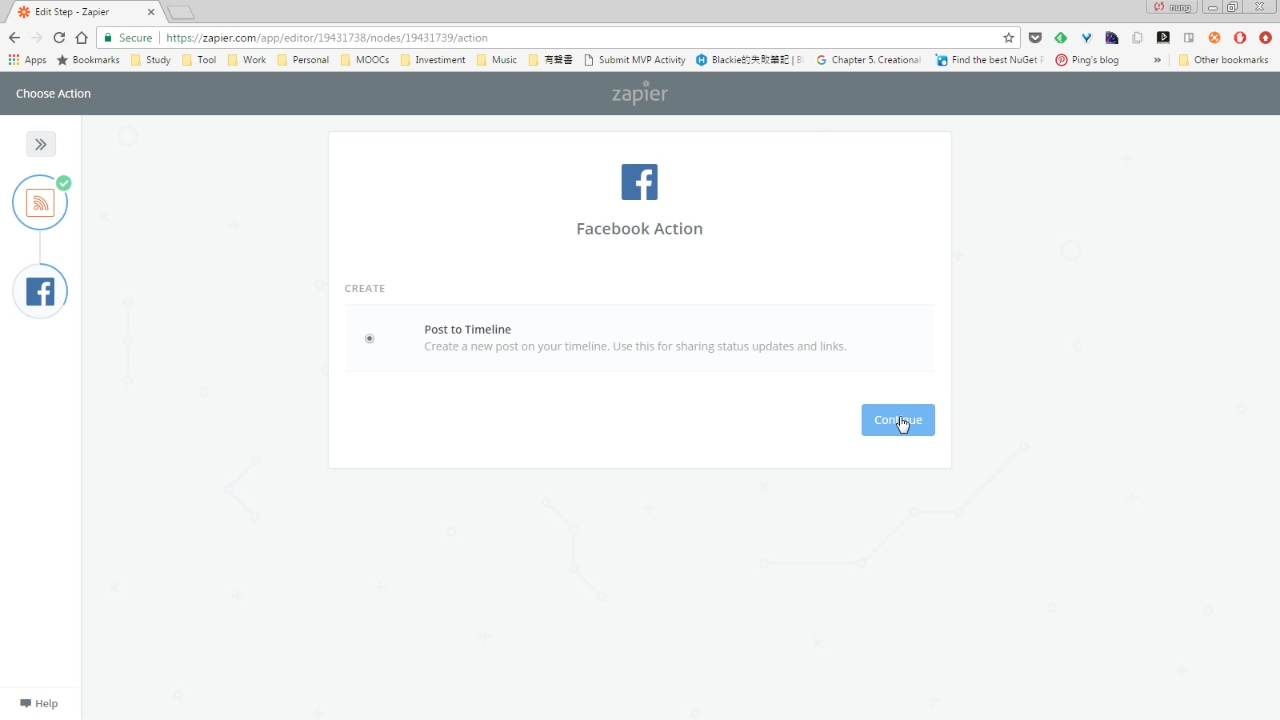 Edit Step - Zapier
nung
Secure
https://zapier.com/app/editor/19431738/nodes/19431739/action
Apps Bookmarks Study Tool Work Personal MOOCs Investiment Music 有聲書 Submit MVP Activity Blackie的失敗筆記 | B Chapter 5. Creational Find the best NuGet P Ping's blog » Other bookmarks
Choose Action
zapier
Facebook Action
CREATE
Post to Timeline
Create a new post on your timeline. Use this for sharing status updates and links.
Continue
Help